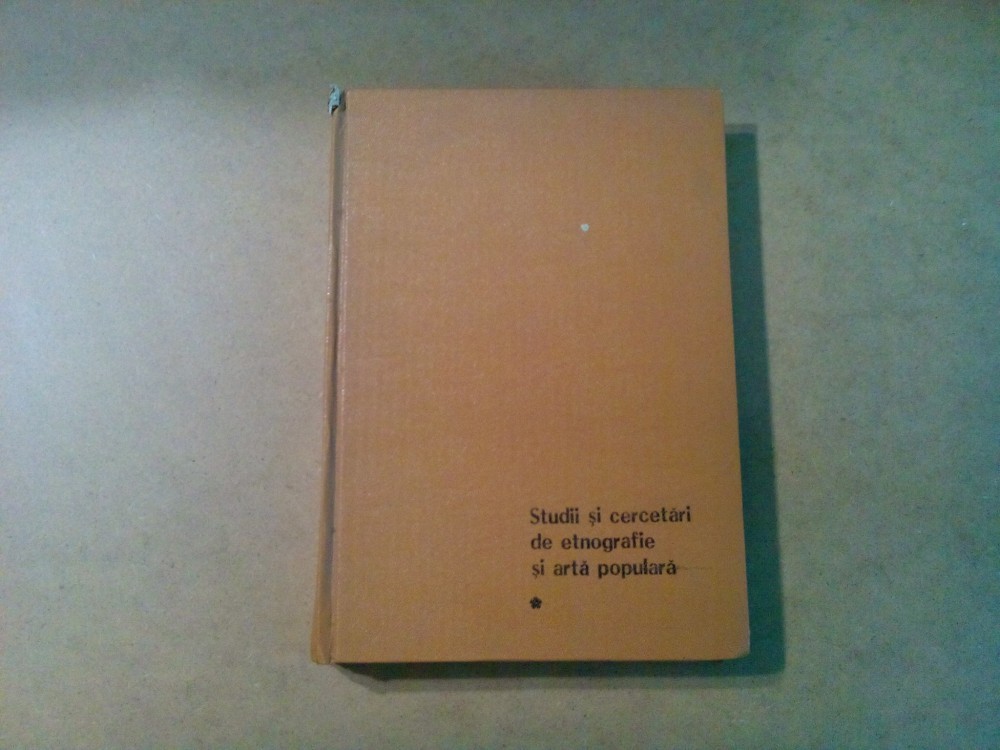 Studii și cercetări
de etnografie
și artă populară